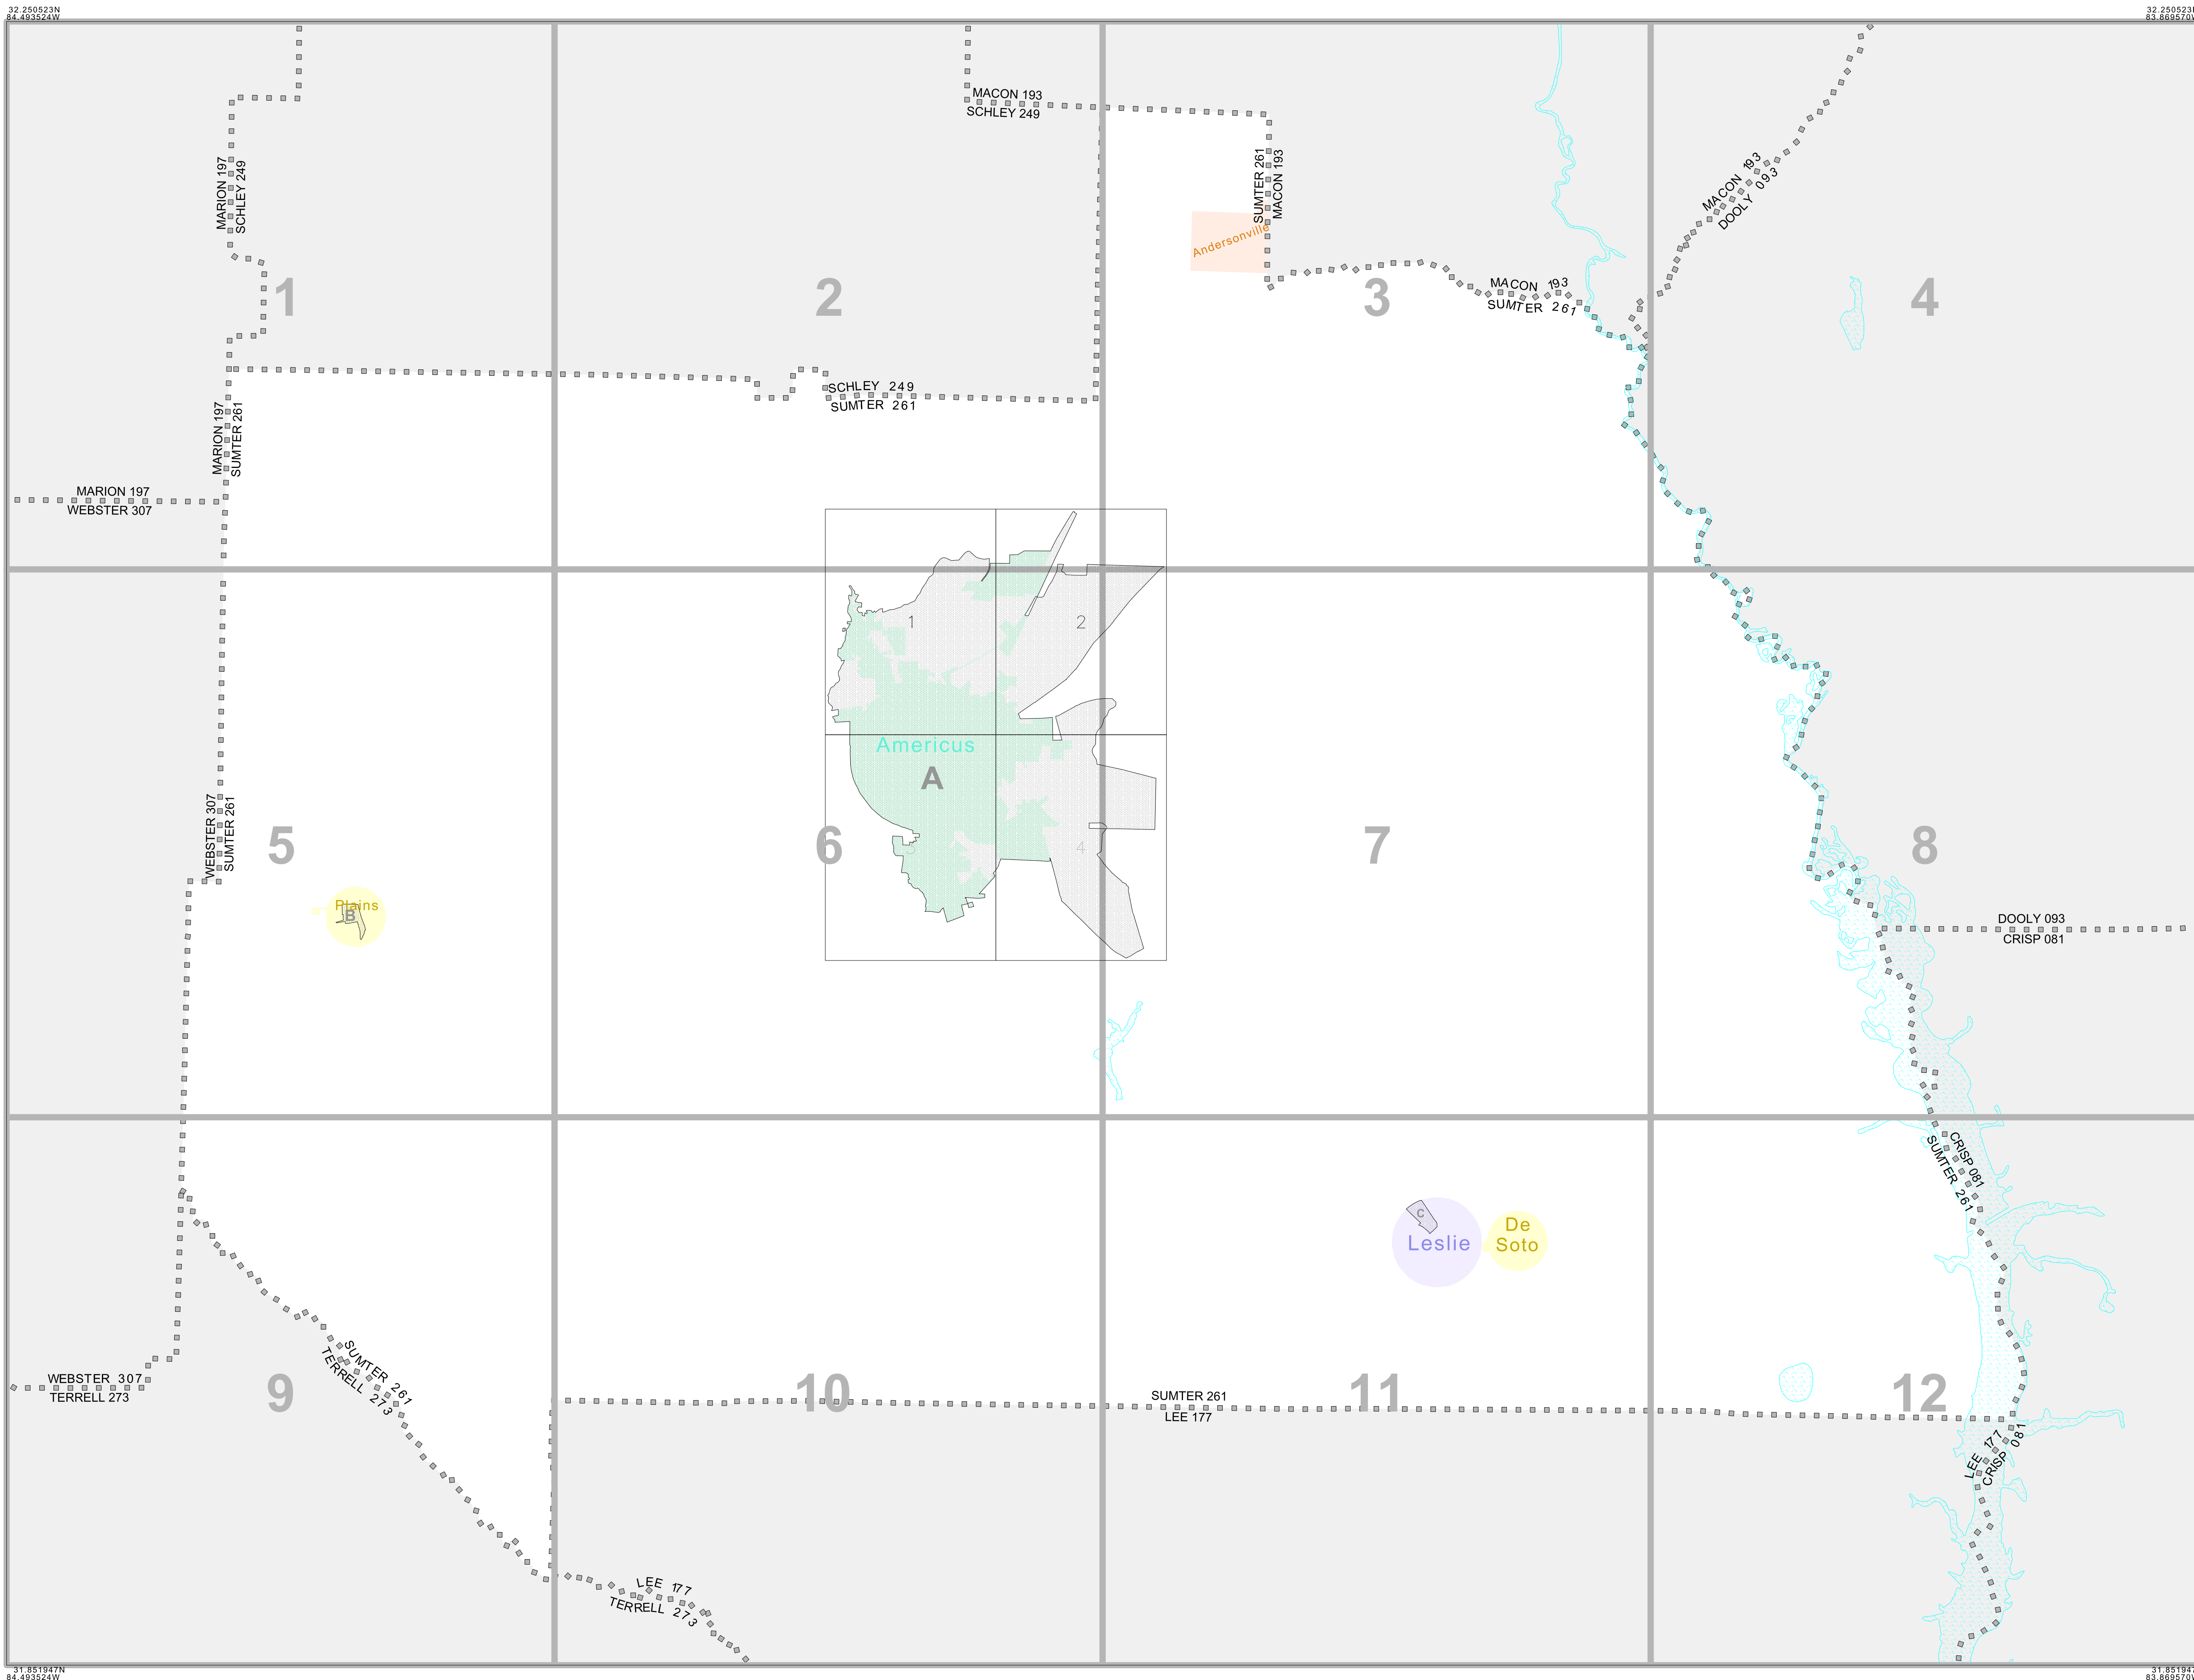 32.250523N
84.493524W
32.250523N
83.869570W
MACON 193
SCHLEY 249
MARION 197
SCHLEY 249
SUMTER 261
MACON 193
MACON 193
DOOLY 093
Andersonville
1
2
3
4
MACON 193
SUMTER 261
SCHLEY 249
SUMTER 261
MARION 197
SUMTER 261
MARION 197
WEBSTER 307
1
2
Americus
A
WEBSTER 307
SUMTER 261
5
6
3
4
7
8
Plains
B
DOOLY 093
CRISP 081
CRISP 081
SUMTER 261
C
Leslie
De
Soto
SUMTER 261
TERRELL 273
WEBSTER 307
TERRELL 273
9
10
SUMTER 261
LEE 177
11
12
LEE 177
CRISP 081
LEE 177
TERRELL 273
31.851947N
84.493524W
31.851947
83.869570W